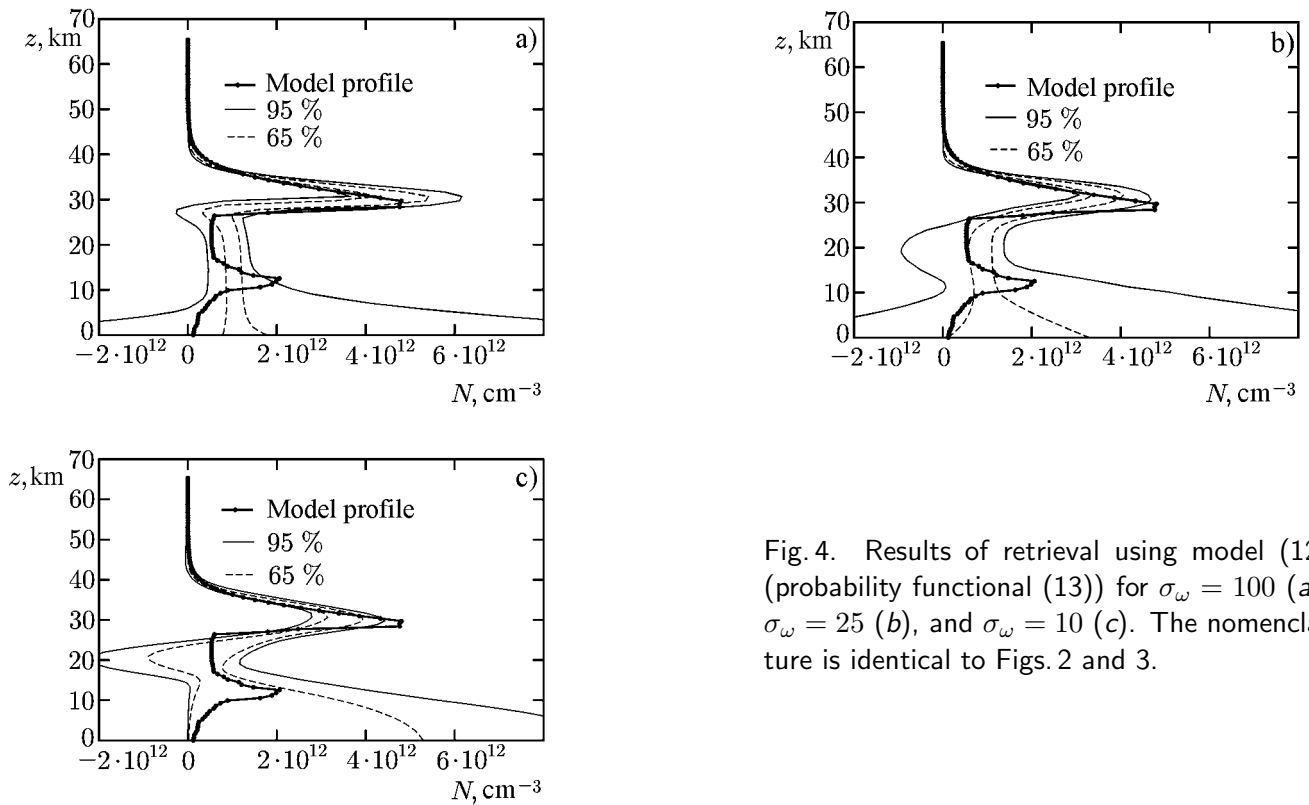 70
z, km
60
50
40
30
20
10
0
a)
Model profile
95 %
65 %
−2·10¹²
0
2·10¹²
4·10¹²
6·10¹²
N, cm⁻³
70
z, km
60
50
40
30
20
10
0
b)
Model profile
95 %
65 %
−2·10¹²
0
2·10¹²
4·10¹²
6·10¹²
N, cm⁻³
70
z, km
60
50
40
30
20
10
0
c)
Model profile
95 %
65 %
−2·10¹²
0
2·10¹²
4·10¹²
6·10¹²
N, cm⁻³
Fig. 4. Results of retrieval using model (12
(probability functional (13)) for σ_ω = 100 (a
σ_ω = 25 (b), and σ_ω = 10 (c). The nomencla
ture is identical to Figs. 2 and 3.